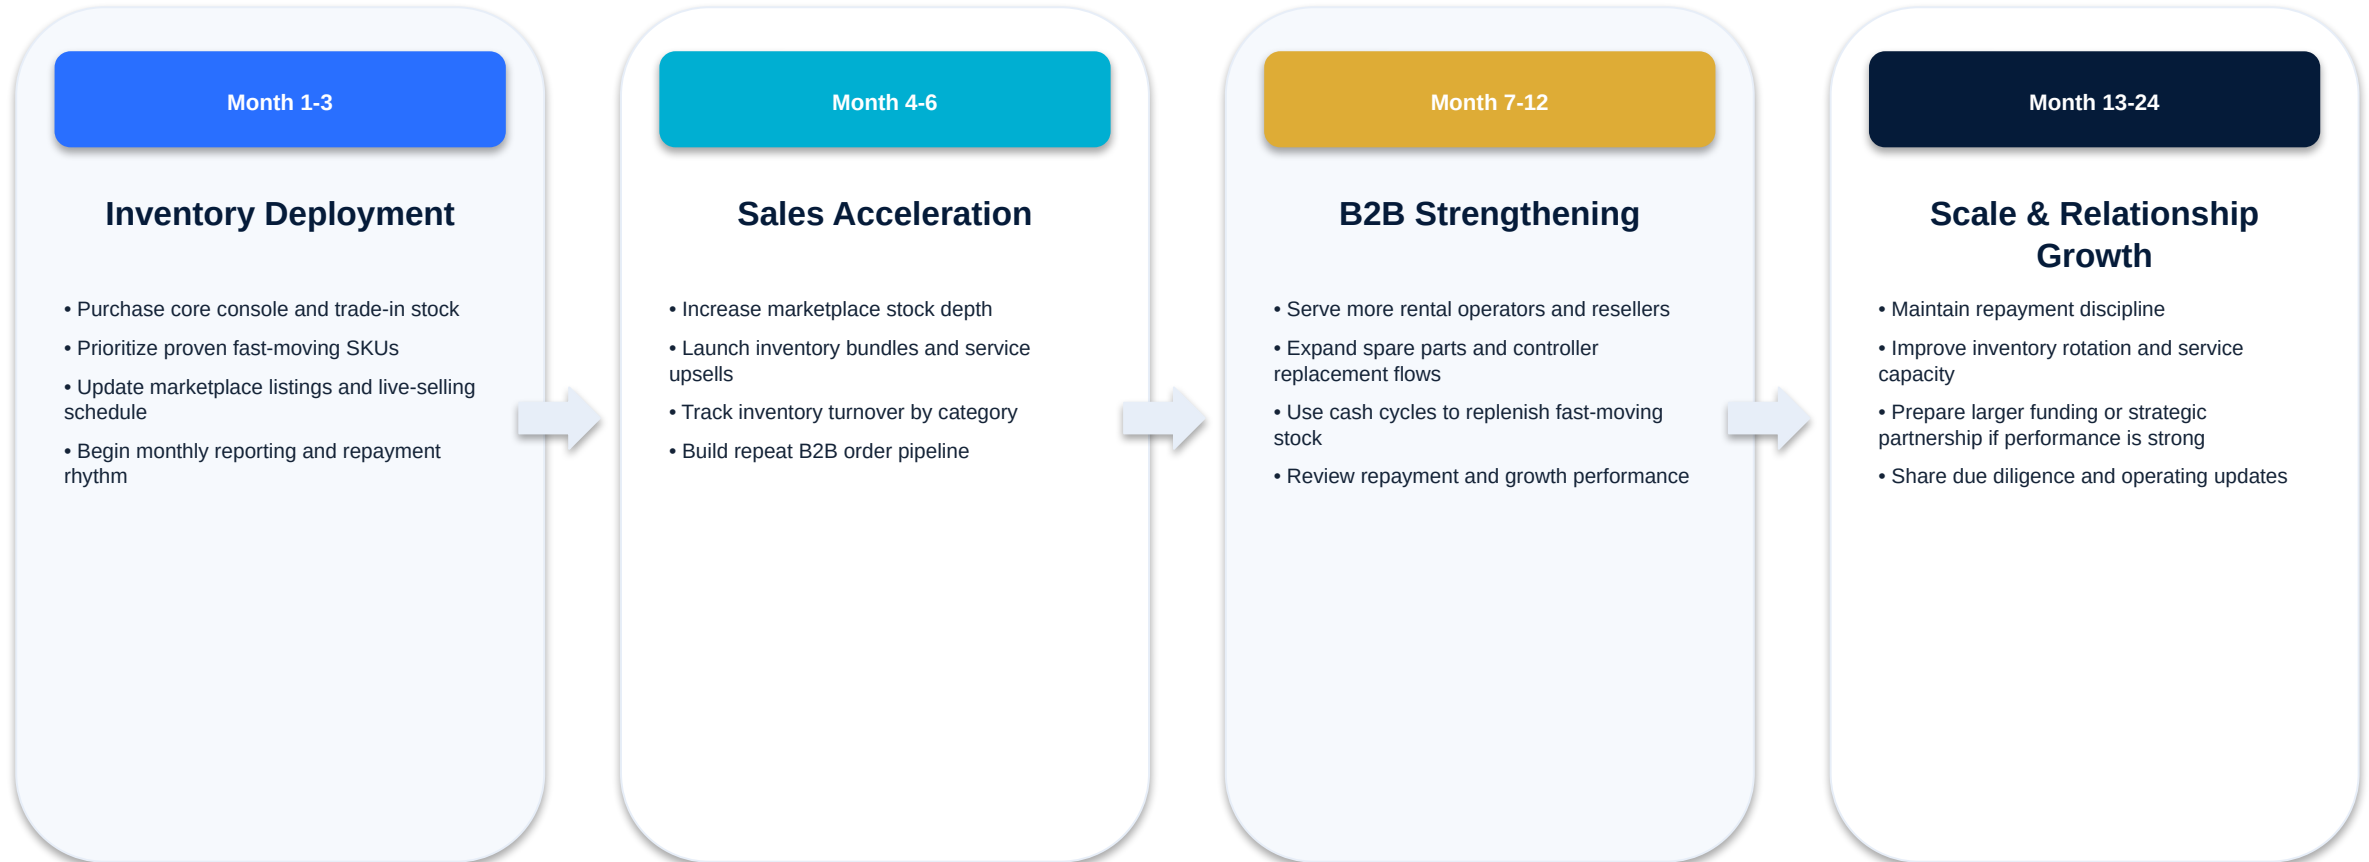 Month 1-3
Inventory Deployment
• Purchase core console and trade-in stock
• Prioritize proven fast-moving SKUs
• Update marketplace listings and live-selling
schedule
• Begin monthly reporting and repayment
rhythm
Month 4-6
Sales Acceleration
• Increase marketplace stock depth
• Launch inventory bundles and service
upsells
• Track inventory turnover by category
• Build repeat B2B order pipeline
Month 7-12
B2B Strengthening
• Serve more rental operators and resellers
• Expand spare parts and controller
replacement flows
• Use cash cycles to replenish fast-moving
stock
• Review repayment and growth performance
Month 13-24
Scale & Relationship
Growth
• Maintain repayment discipline
• Improve inventory rotation and service
capacity
• Prepare larger funding or strategic
partnership if performance is strong
• Share due diligence and operating updates